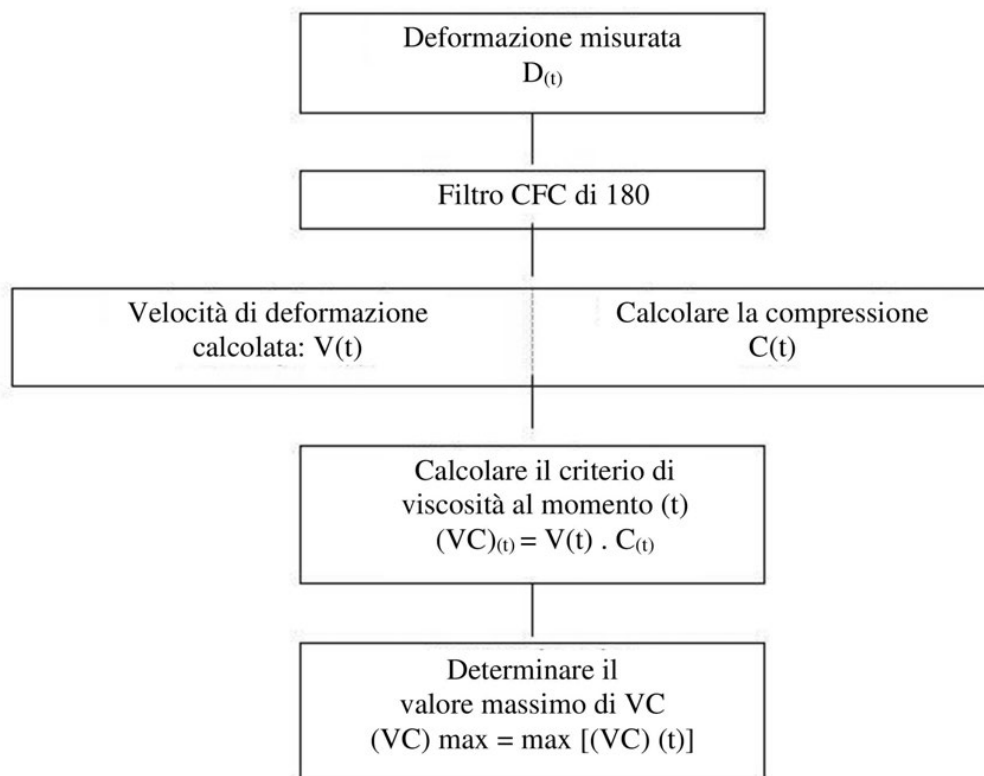 Deformazione misurata
D(t)
Filtro CFC di 180
Velocità di deformazione
calcolata: V(t)
Calcolare la compressione
C(t)
Calcolare il criterio di
viscosità al momento (t)
(VC)(t) = V(t) . C(t)
Determinare il
valore massimo di VC
(VC) max = max [(VC) (t)]